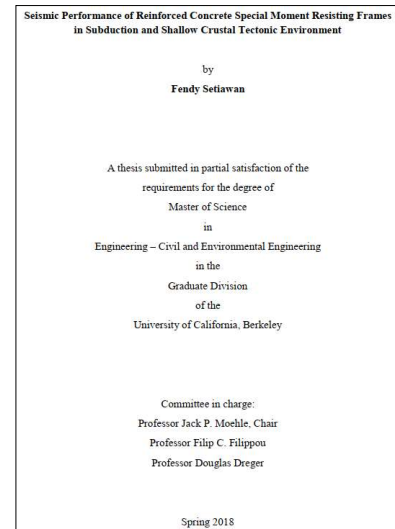 Seismic Performance of Reinforced Concrete Special Moment Resisting Frames
in Subduction and Shallow Crustal Tectonic Environment
by
Fendy Setiawan
A thesis submitted in partial satisfaction of the
requirements for the degree of
Master of Science
in
Engineering – Civil and Environmental Engineering
in the
Graduate Division
of the
University of California, Berkeley
Committee in charge:
Professor Jack P. Moehle, Chair
Professor Filip C. Filippou
Professor Douglas Dreger
Spring 2018